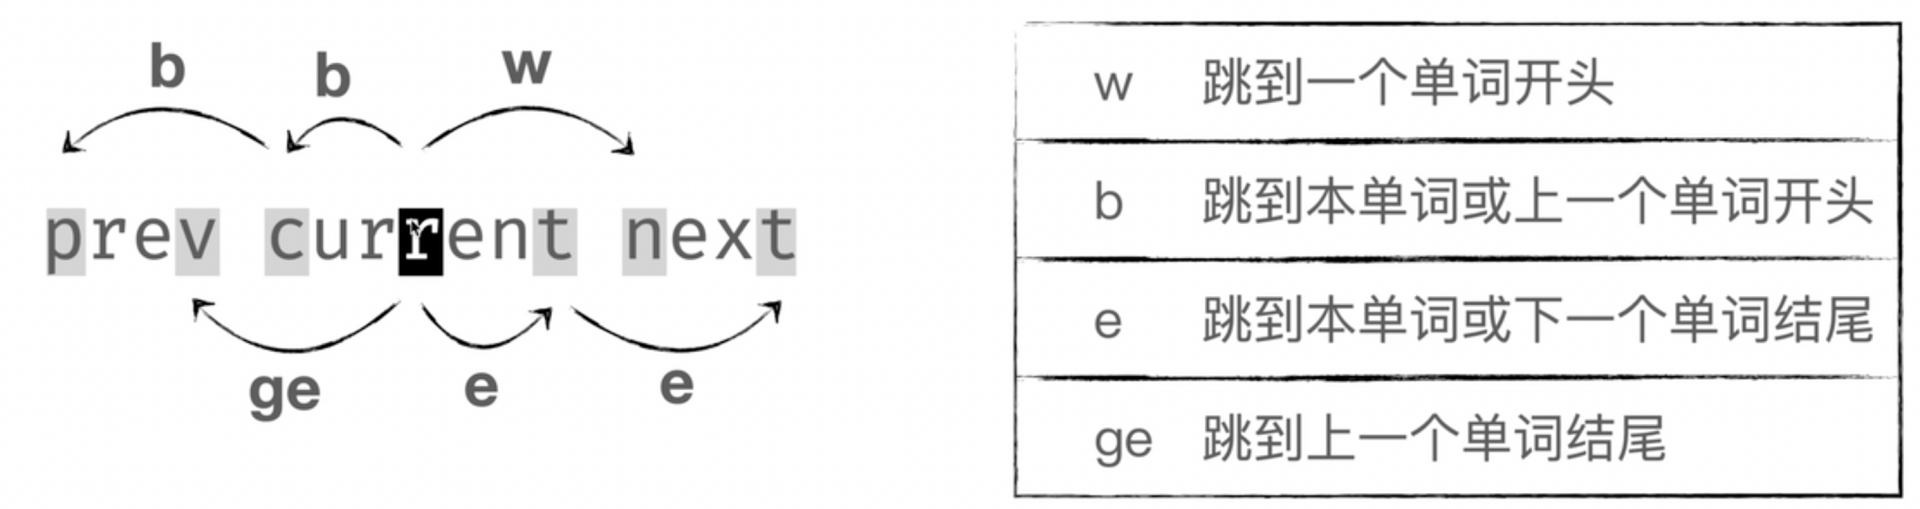 b b w
prev current next
ge e e
w 跳到一个单词开头
b 跳到本单词或上一个单词开头
e 跳到本单词或下一个单词结尾
ge 跳到上一个单词结尾